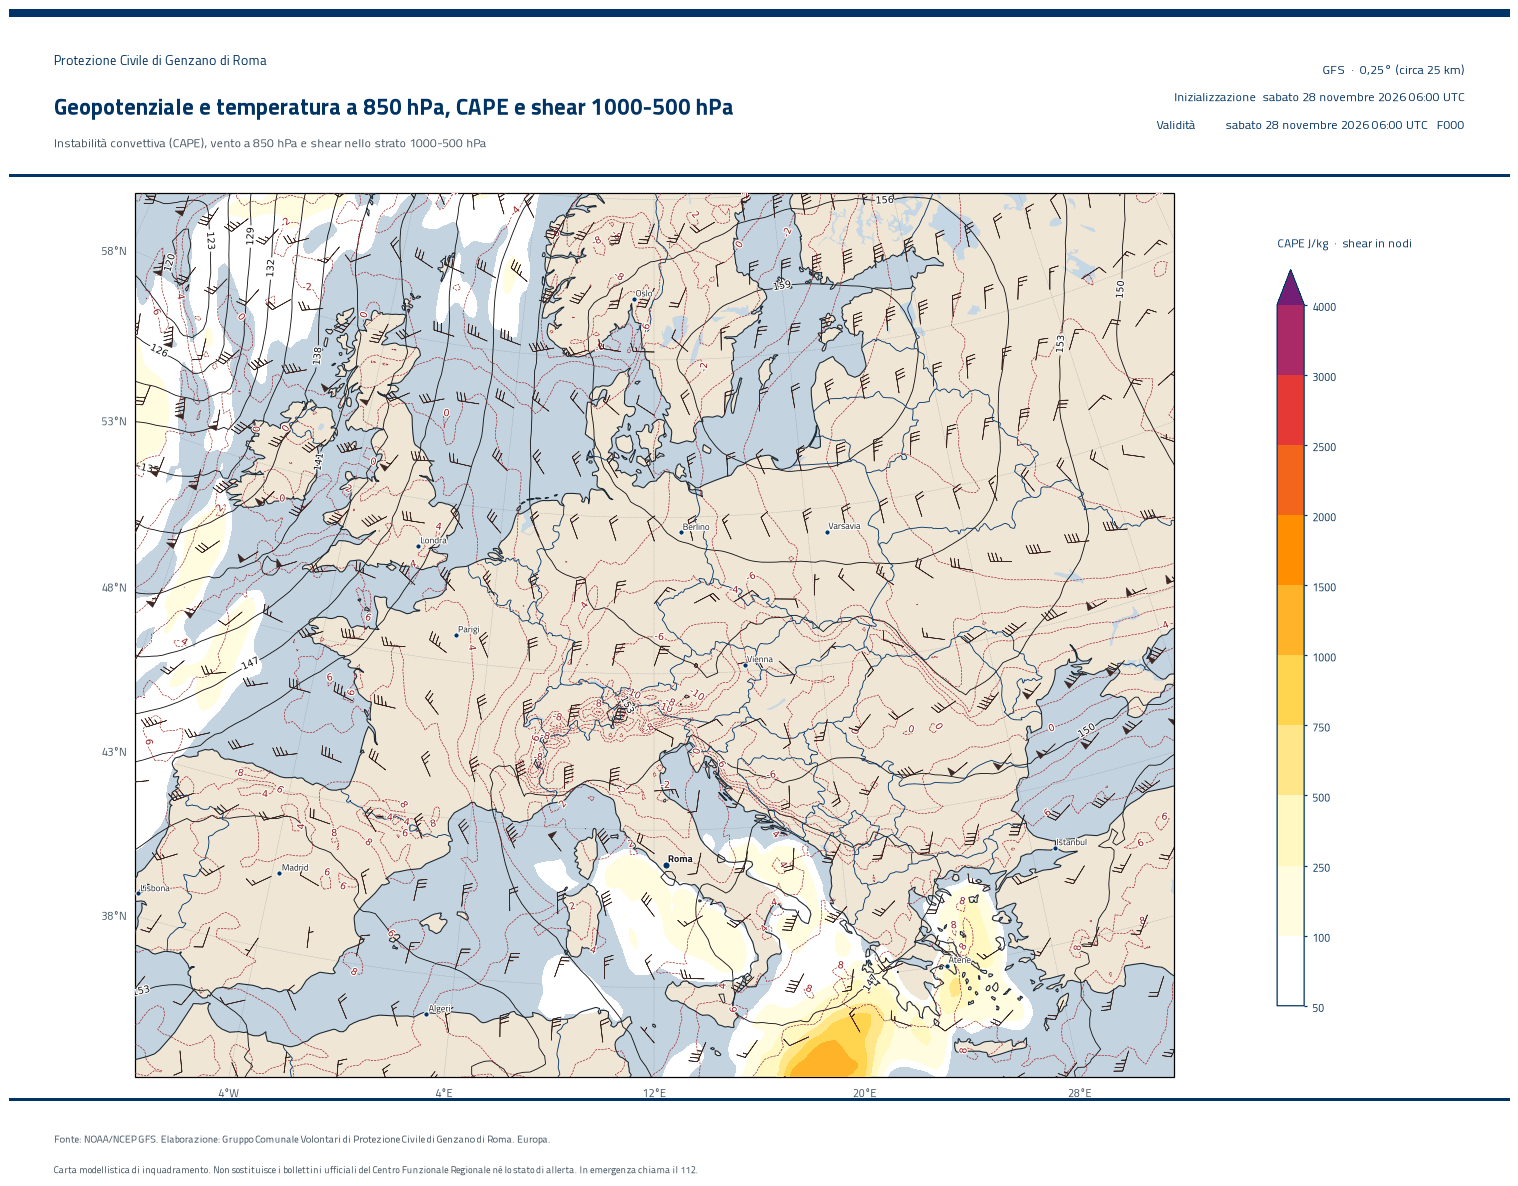 Protezione Civile di Genzano di Roma
Geopotenziale e temperatura a 850 hPa, CAPE e shear 1000-500 hPa
Instabilità convettiva (CAPE), vento a 850 hPa e shear nello strato 1000-500 hPa
GFS · 0,25° (circa 25 km)
Inizializzazione sabato 28 novembre 2026 06:00 UTC
Validità sabato 28 novembre 2026 06:00 UTC F000
CAPE J/kg · shear in nodi
4000
3000
2500
2000
1500
1000
750
500
250
100
50
58°N
53°N
48°N
43°N
38°N
4°W
4°E
12°E
20°E
28°E
Oslo
Londra
Berlino
Varsavia
Parigi
Vienna
Madrid
Lisbona
Roma
Istanbul
Atene
Algeri
120
123
129
132
126
138
141
147
156
159
153
150
150
Fonte: NOAA/NCEP GFS. Elaborazione: Gruppo Comunale Volontari di Protezione Civile di Genzano di Roma. Europa.
Carta modellistica di inquadramento. Non sostituisce i bollettini ufficiali del Centro Funzionale Regionale né lo stato di allerta. In emergenza chiama il 112.